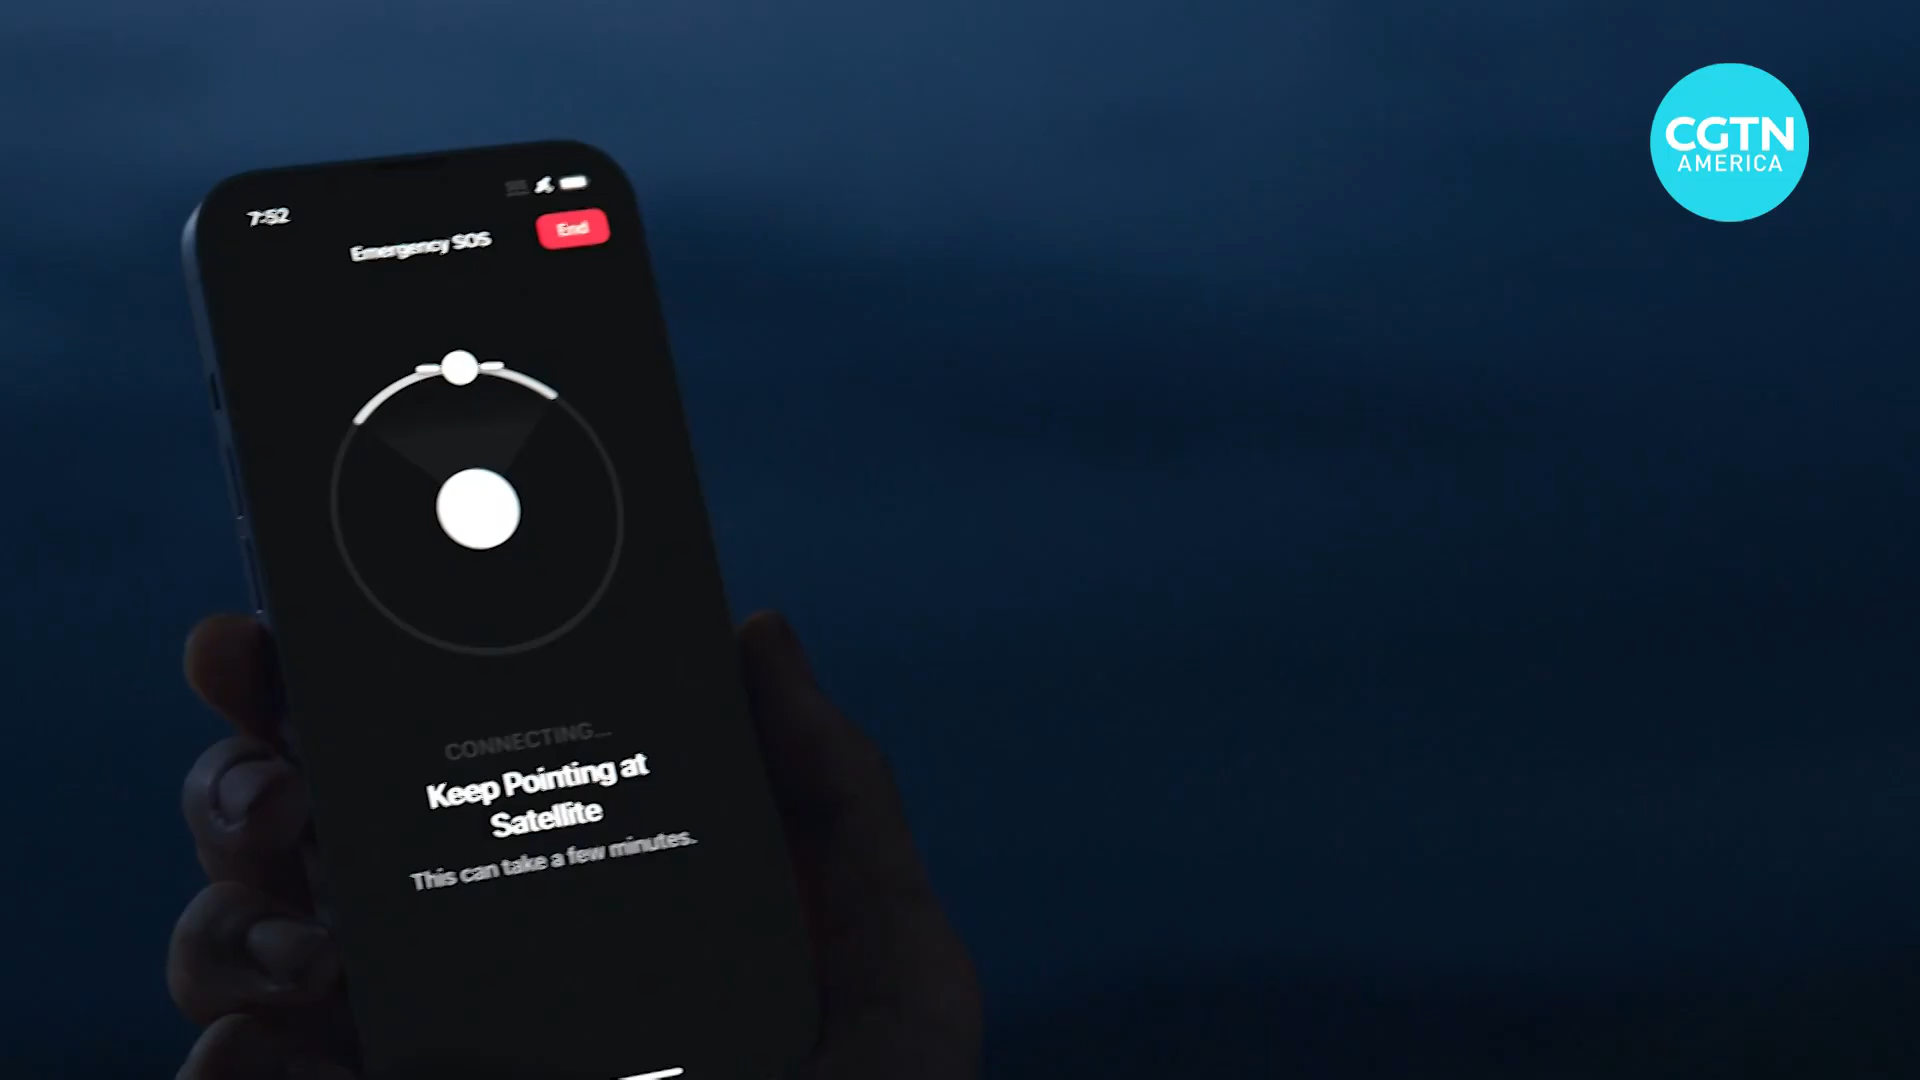 CGTN
AMERICA
7:52
Emergency SOS
End
CONNECTING...
Keep Pointing at
Satellite
This can take a few minutes.